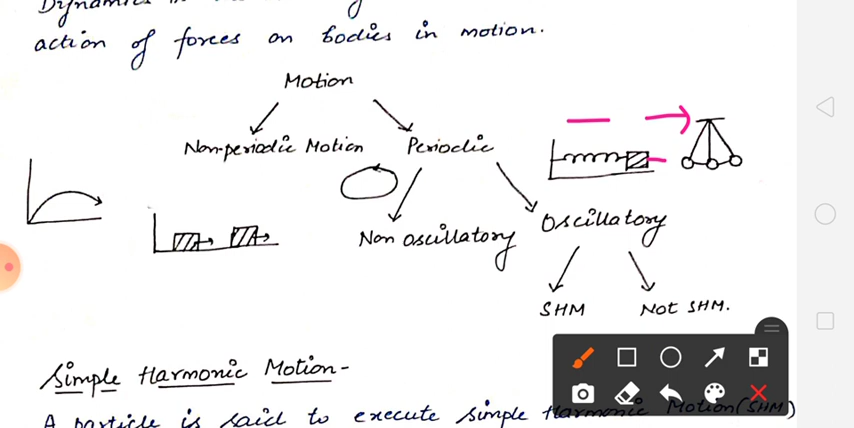 Dynamics
action of forces on bodies in motion.
Motion
Non-periodic Motion Periodic
Non oscillatory Oscillatory
SHM Not SHM.
Simple Harmonic Motion-
A particle is said to execute simple Harmonic Motion (SHM)